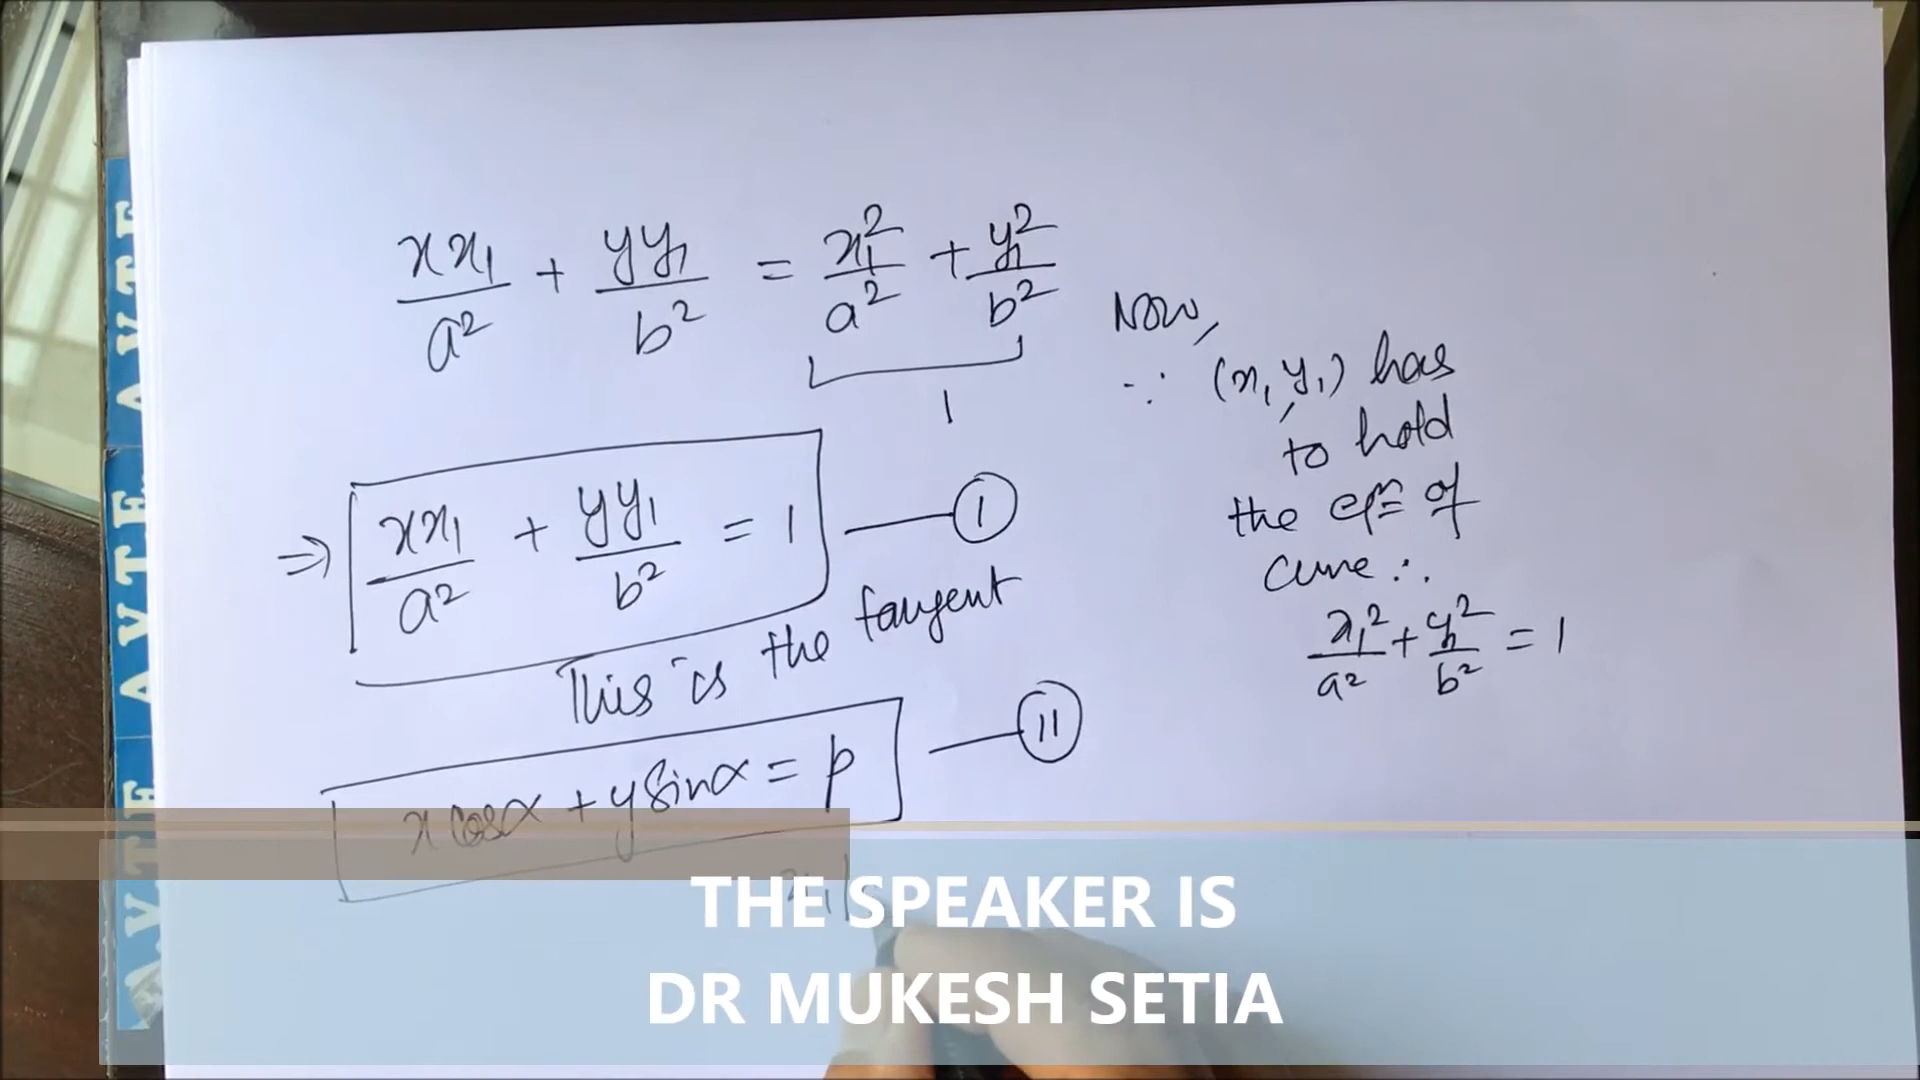 xx₁/a² + yy₁/b² = x₁²/a² + y₁²/b²
1
Now,
∵ (x₁, y₁) has
to hold
the eqn of
curve ∴
x₁²/a² + y₁²/b² = 1
⇒ xx₁/a² + yy₁/b² = 1 — I
This is the tangent
x cosα + y sinα = p — II
THE SPEAKER IS
DR MUKESH SETIA